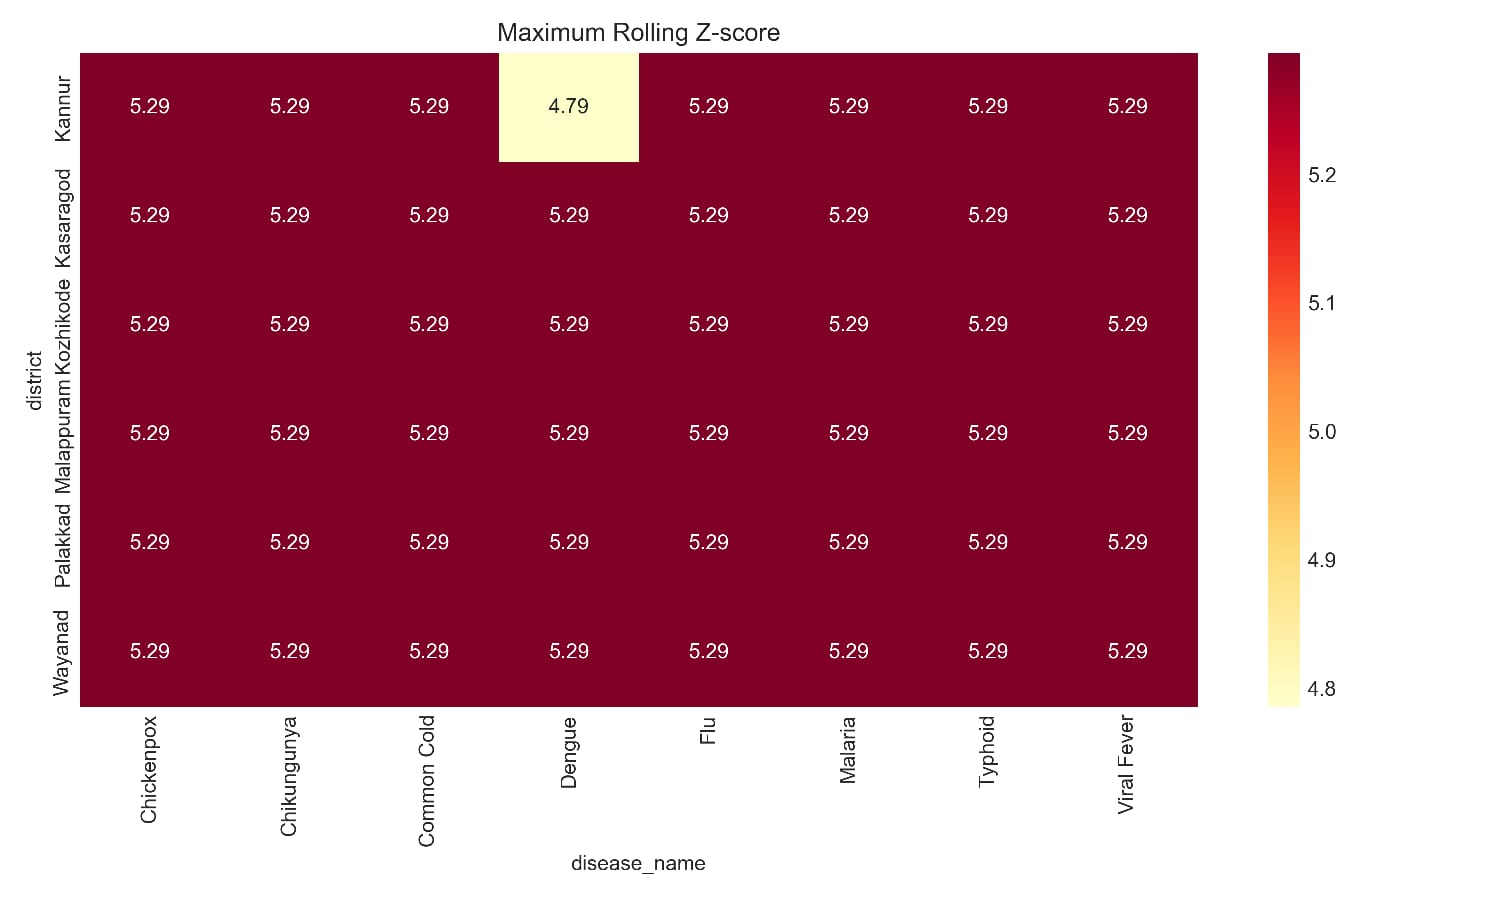 Maximum Rolling Z-score
Kannur 5.29 5.29 5.29 4.79 5.29 5.29 5.29 5.29
Kasaragod 5.29 5.29 5.29 5.29 5.29 5.29 5.29 5.29
Kozhikode 5.29 5.29 5.29 5.29 5.29 5.29 5.29 5.29
Malappuram 5.29 5.29 5.29 5.29 5.29 5.29 5.29 5.29
Palakkad 5.29 5.29 5.29 5.29 5.29 5.29 5.29 5.29
Wayanad 5.29 5.29 5.29 5.29 5.29 5.29 5.29 5.29
district
Chickenpox Chikungunya Common Cold Dengue Flu Malaria Typhoid Viral Fever
disease_name
5.2
5.1
5.0
4.9
4.8